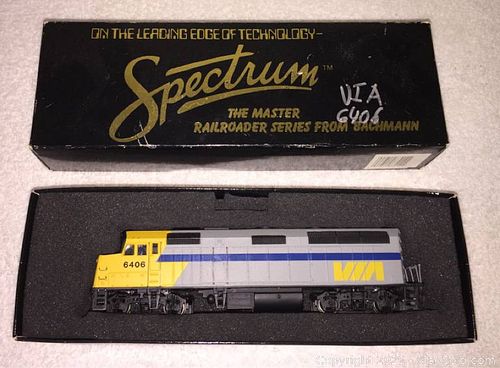 ON THE LEADING EDGE OF TECHNOLOGY-
Spectrum™
VIA
6406
THE MASTER
RAILROADER SERIES FROM BACHMANN
6406
VIA